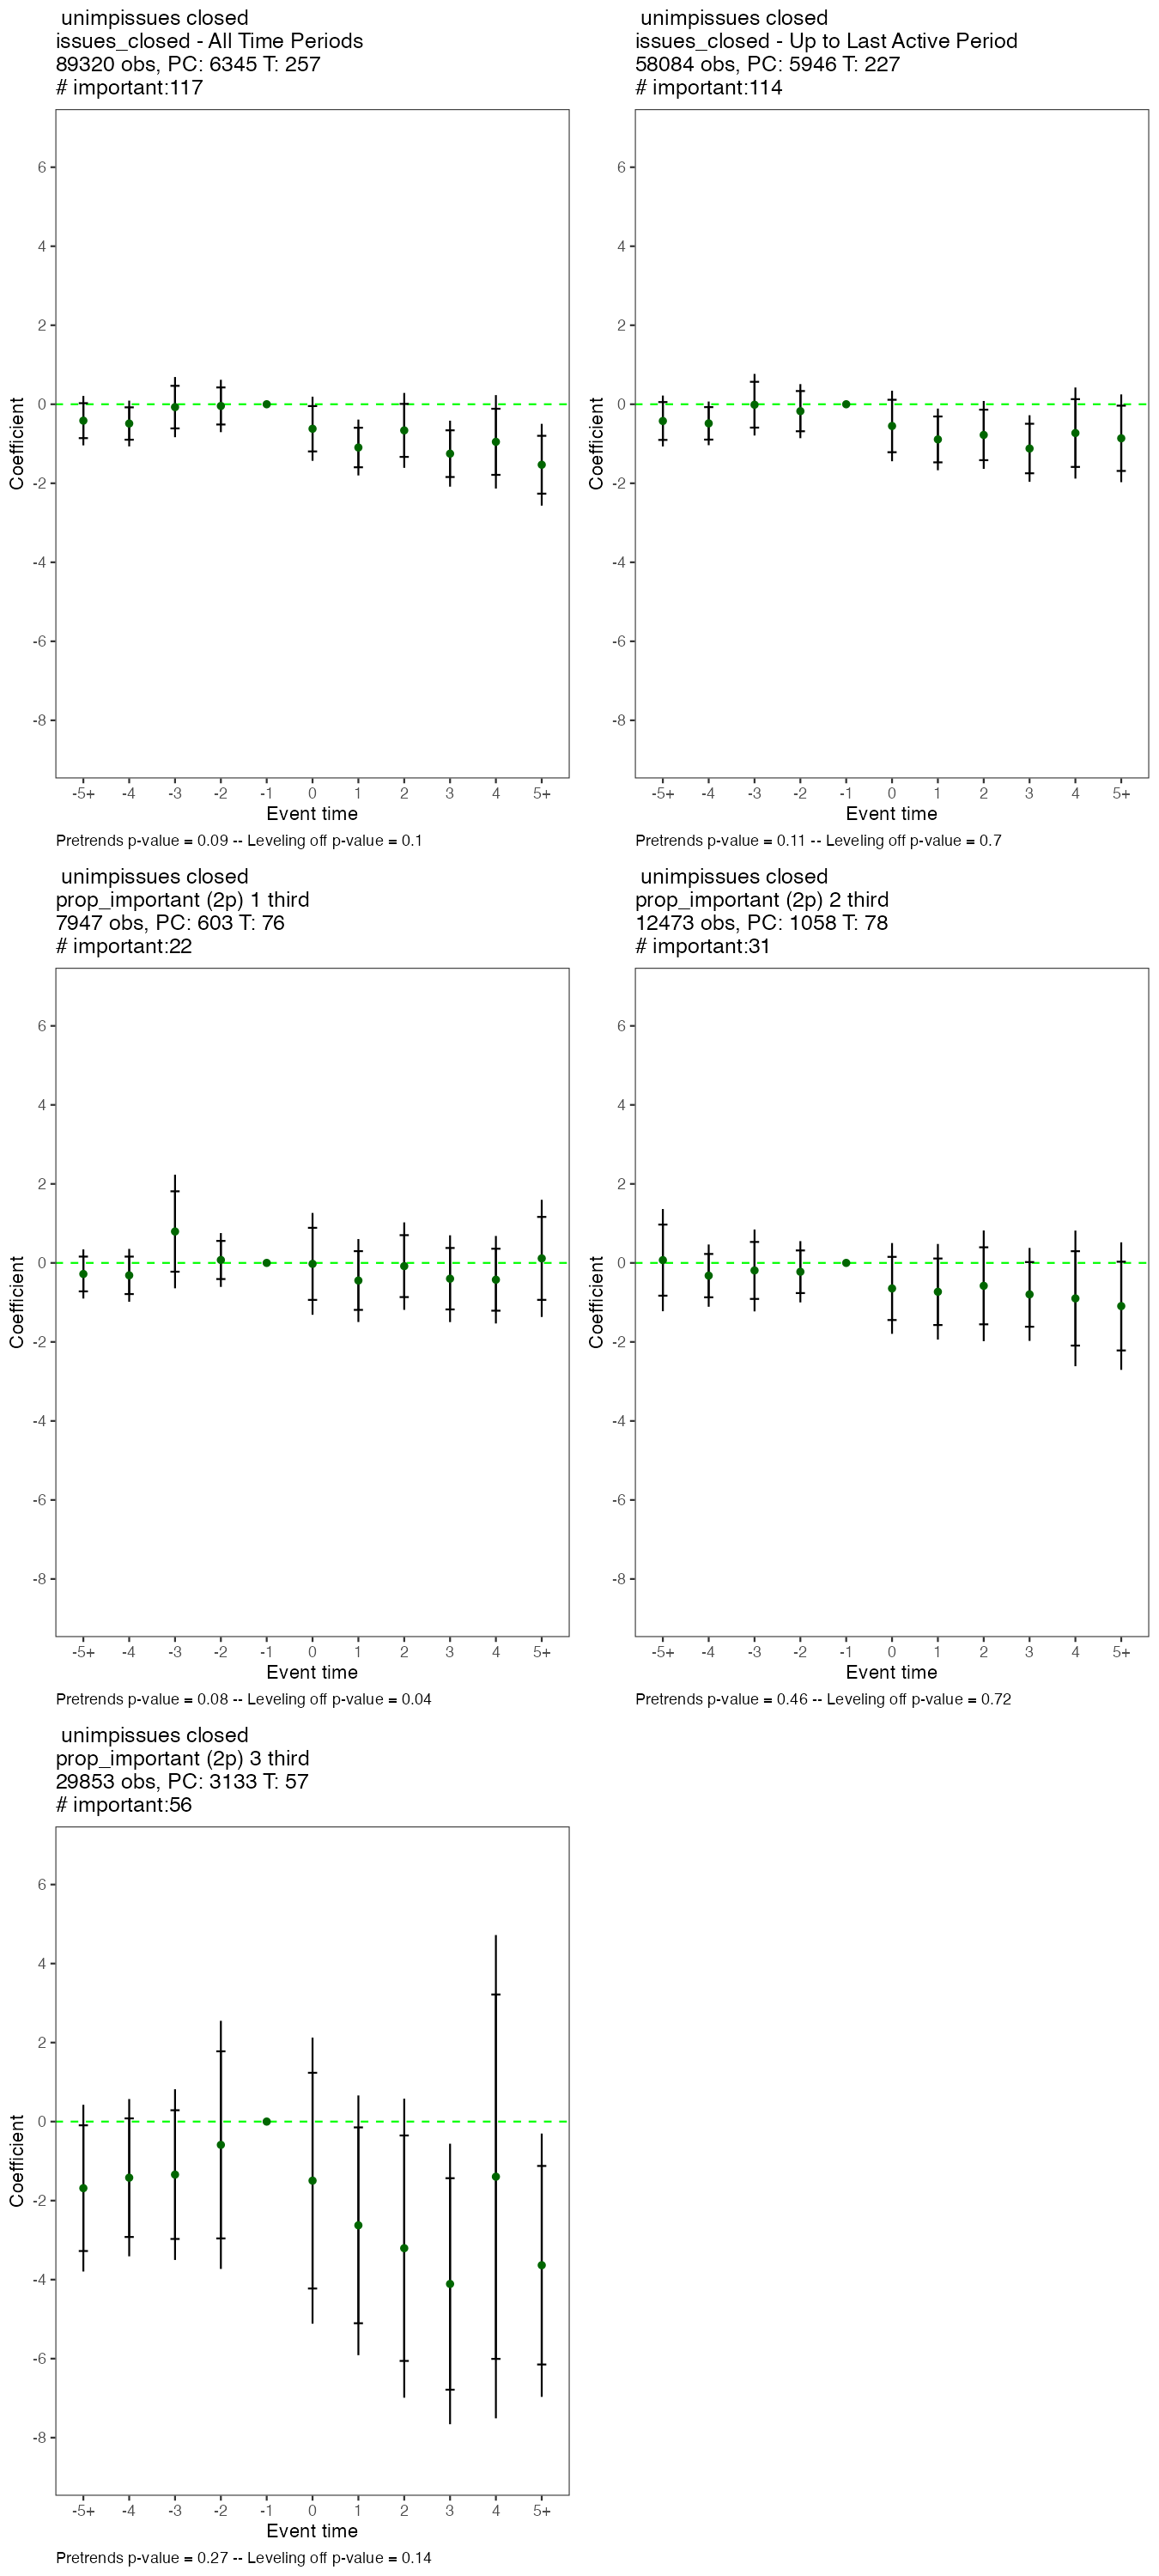 unimpissues closed
issues_closed - All Time Periods
89320 obs, PC: 6345 T: 257
# important:117
6
4
2
0
-2
-4
-6
-8
Coefficient
-5+ -4 -3 -2 -1 0 1 2 3 4 5+
Event time
Pretrends p-value = 0.09 -- Leveling off p-value = 0.1
unimpissues closed
issues_closed - Up to Last Active Period
58084 obs, PC: 5946 T: 227
# important:114
6
4
2
0
-2
-4
-6
-8
Coefficient
-5+ -4 -3 -2 -1 0 1 2 3 4 5+
Event time
Pretrends p-value = 0.11 -- Leveling off p-value = 0.7
unimpissues closed
prop_important (2p) 1 third
7947 obs, PC: 603 T: 76
# important:22
6
4
2
0
-2
-4
-6
-8
Coefficient
-5+ -4 -3 -2 -1 0 1 2 3 4 5+
Event time
Pretrends p-value = 0.08 -- Leveling off p-value = 0.04
unimpissues closed
prop_important (2p) 2 third
12473 obs, PC: 1058 T: 78
# important:31
6
4
2
0
-2
-4
-6
-8
Coefficient
-5+ -4 -3 -2 -1 0 1 2 3 4 5+
Event time
Pretrends p-value = 0.46 -- Leveling off p-value = 0.72
unimpissues closed
prop_important (2p) 3 third
29853 obs, PC: 3133 T: 57
# important:56
6
4
2
0
-2
-4
-6
-8
Coefficient
-5+ -4 -3 -2 -1 0 1 2 3 4 5+
Event time
Pretrends p-value = 0.27 -- Leveling off p-value = 0.14